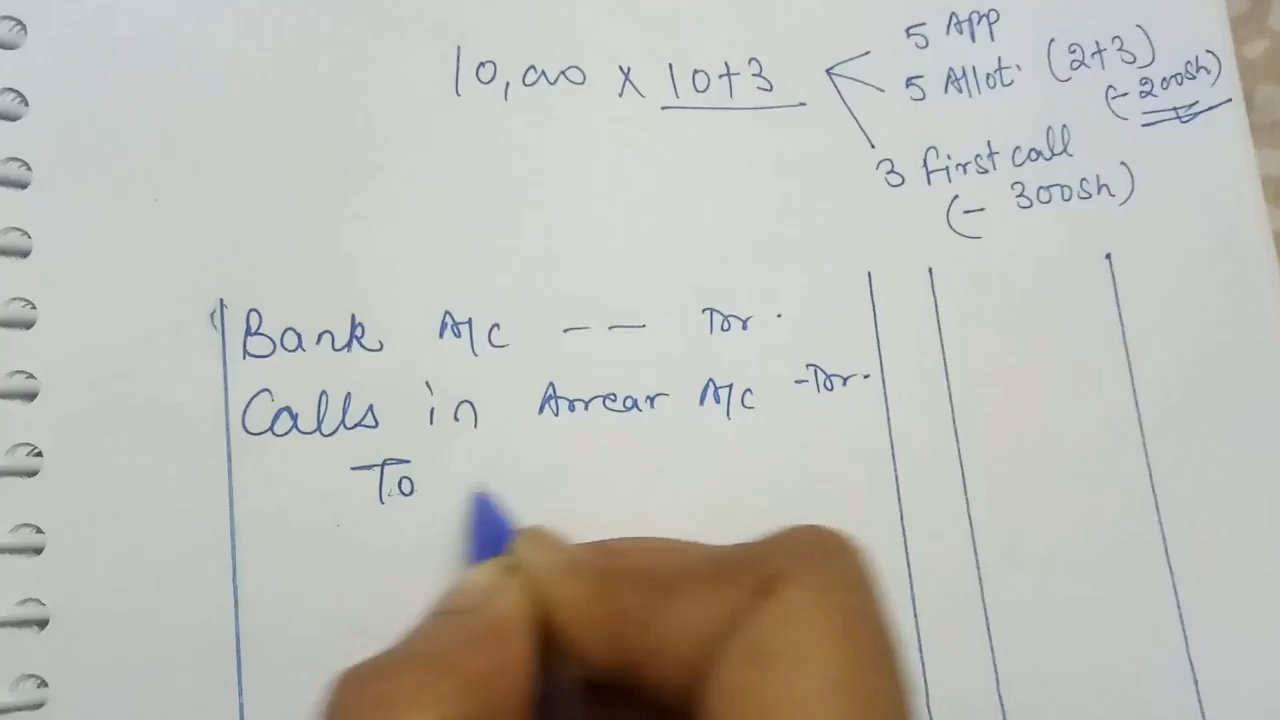 10,000 × 10+3
5 App
5 Allot. (2+3)
(- 200sh)
3 first call
(- 300sh)
Bank A/C -- Dr.
Calls in Arrear A/C -Dr.
To